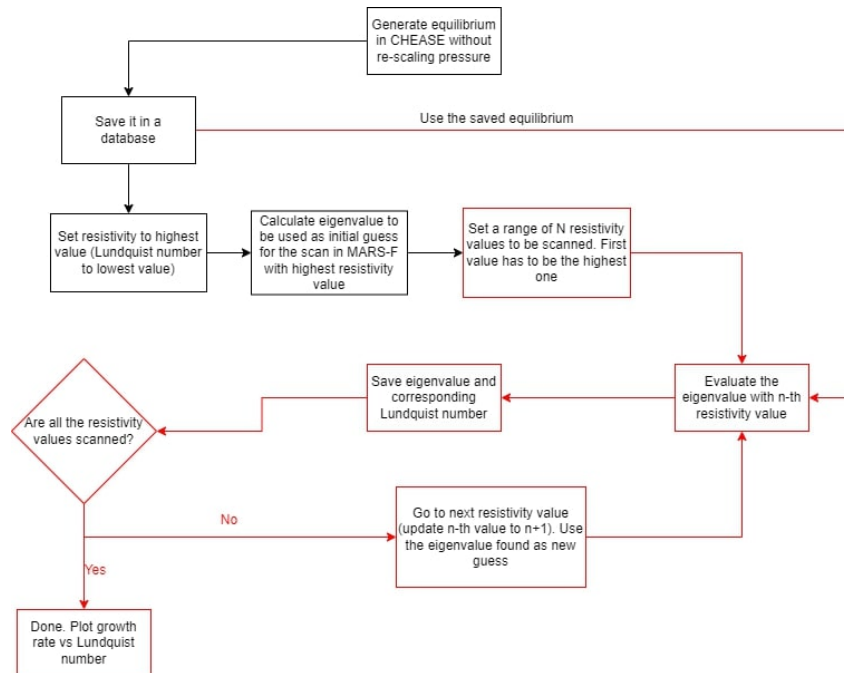 Generate equilibrium
in CHEASE without
re-scaling pressure
Save it in a
database
Use the saved equilibrium
Set resistivity to highest
value (Lundquist number
to lowest value)
Calculate eigenvalue to
be used as initial guess
for the scan in MARS-F
with highest resistivity
value
Set a range of N resistivity
values to be scanned. First
value has to be the highest
one
Evaluate the
eigenvalue with n-th
resistivity value
Save eigenvalue and
corresponding
Lundquist number
Are all the resistivity
values scanned?
No
Go to next resistivity value
(update n-th value to n+1). Use
the eigenvalue found as new
guess
Yes
Done. Plot growth
rate vs Lundquist
number